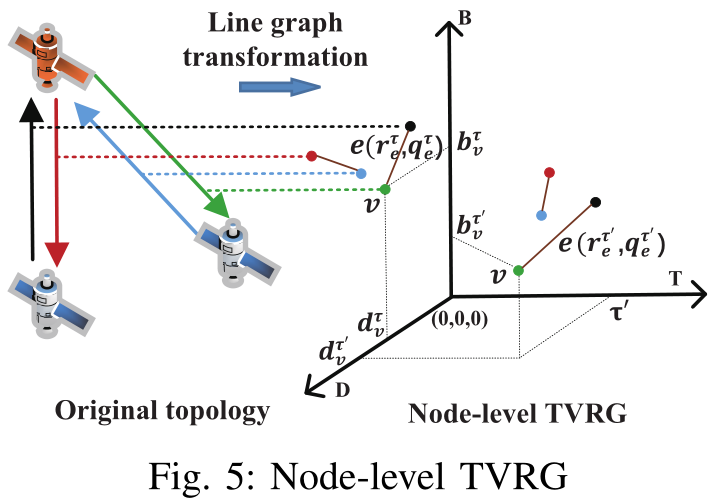 Line graph
transformation
B
e(r_e^τ, q_e^τ)
b_v^τ
v
b_v^τ′
e(r_e^τ′, q_e^τ′)
v
(0,0,0)
T
τ′
d_v^τ
d_v^τ′
D
Original topology
Node-level TVRG
Fig. 5: Node-level TVRG